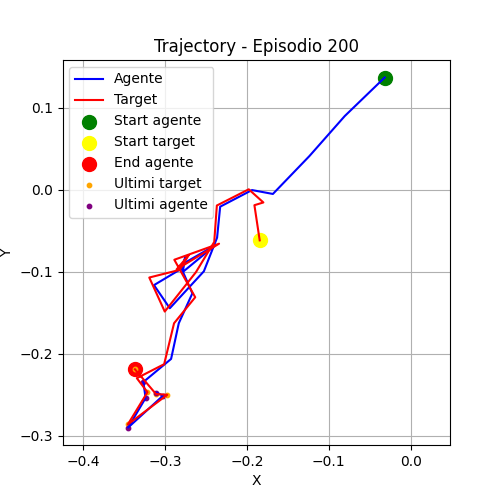 Trajectory - Episodio 200
Agente
Target
Start agente
Start target
End agente
Ultimi target
Ultimi agente
0.1
0.0
−0.1
−0.2
−0.3
Y
−0.4
−0.3
−0.2
−0.1
0.0
X